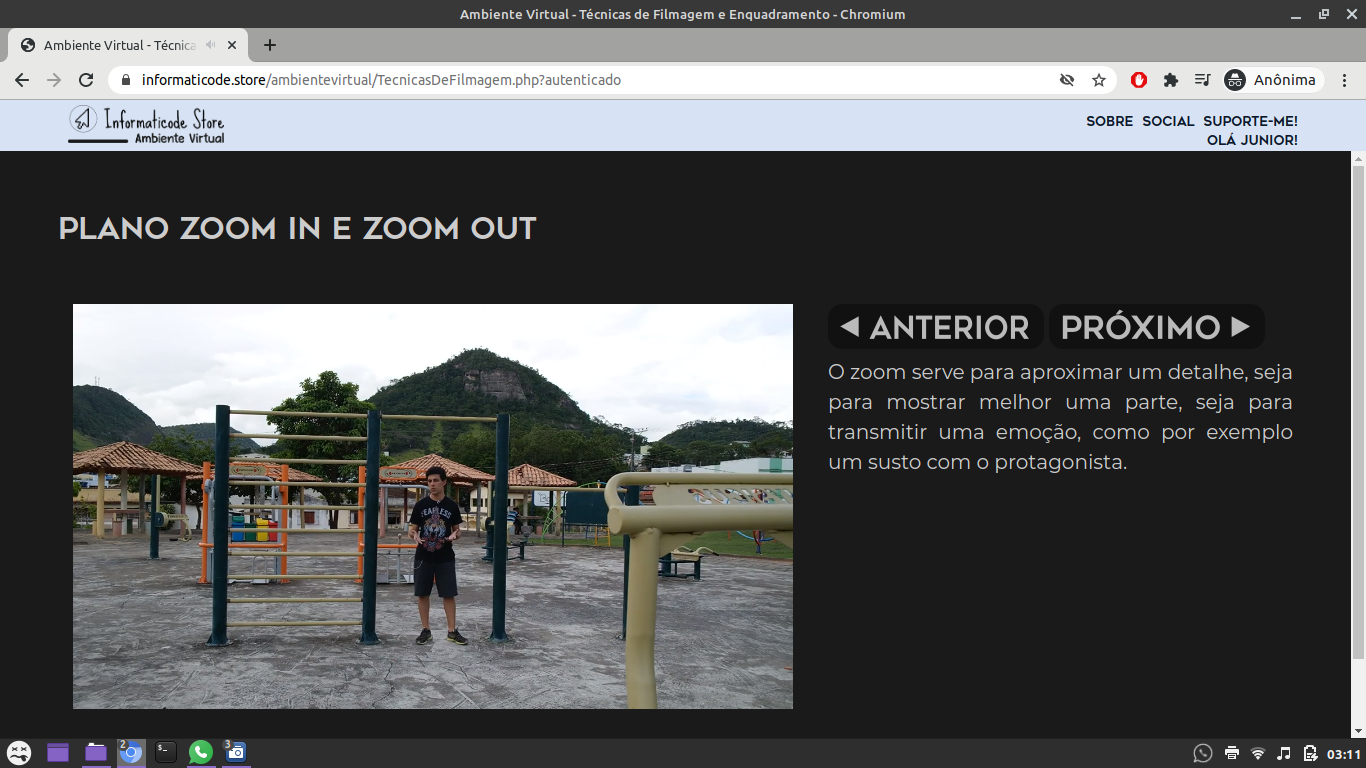 Ambiente Virtual - Técnicas de Filmagem e Enquadramento - Chromium
Ambiente Virtual - Técnica
informaticode.store/ambientevirtual/TecnicasDeFilmagem.php?autenticado
Anônima
Informaticode Store
Ambiente Virtual
SOBRE SOCIAL SUPORTE-ME!
OLÁ JUNIOR!
PLANO ZOOM IN E ZOOM OUT
◀ ANTERIOR PRÓXIMO ▶
O zoom serve para aproximar um detalhe, seja
para mostrar melhor uma parte, seja para
transmitir uma emoção, como por exemplo
um susto com o protagonista.
FEARLESS
2
$_
3
03:11